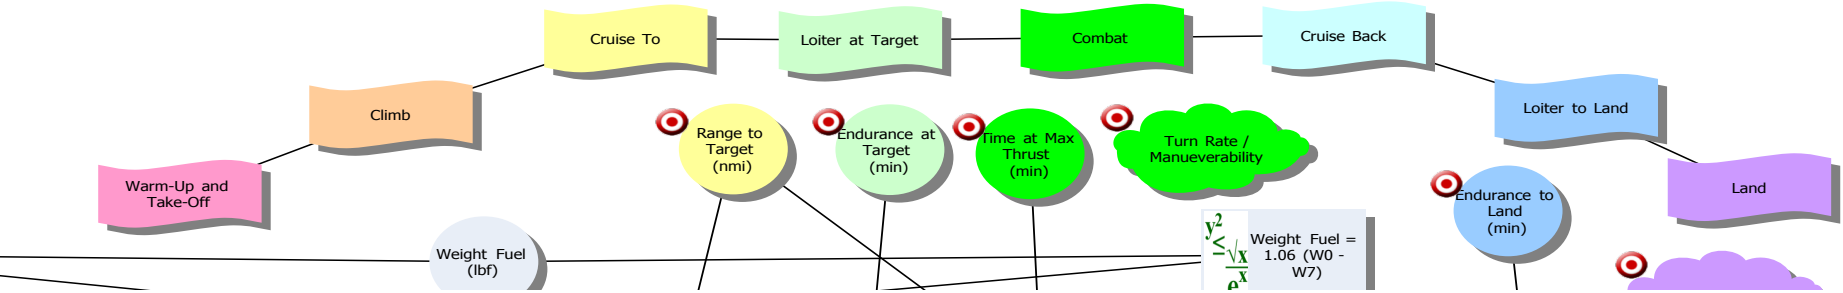 Cruise To
Loiter at Target
Combat
Cruise Back
Climb
Loiter to Land
Warm-Up and
Take-Off
Land
Range to
Target
(nmi)
Endurance at
Target
(min)
Time at Max
Thrust
(min)
Turn Rate /
Manueverability
Endurance to
Land
(min)
Weight Fuel
(lbf)
y²
≤ √x
eˣ
Weight Fuel =
1.06 (W0 -
W7)